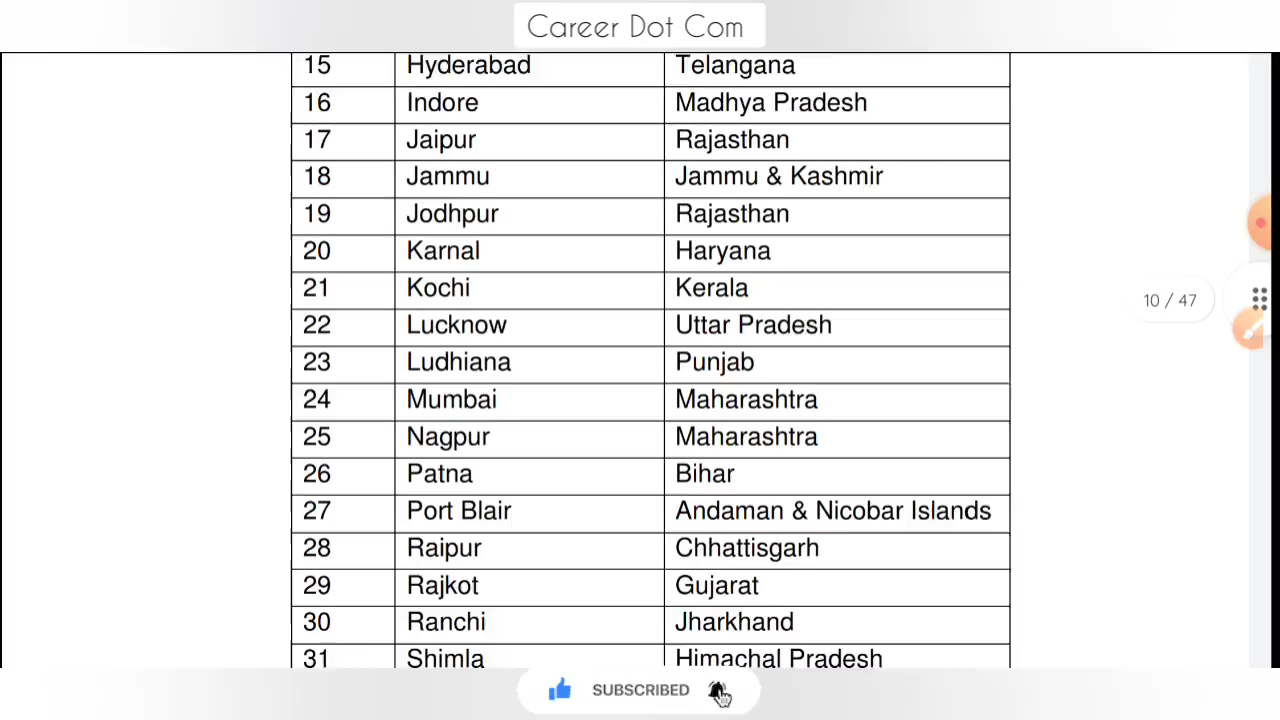 Career Dot Com
15 Hyderabad Telangana
16 Indore Madhya Pradesh
17 Jaipur Rajasthan
18 Jammu Jammu & Kashmir
19 Jodhpur Rajasthan
20 Karnal Haryana
21 Kochi Kerala
10 / 47
22 Lucknow Uttar Pradesh
23 Ludhiana Punjab
24 Mumbai Maharashtra
25 Nagpur Maharashtra
26 Patna Bihar
27 Port Blair Andaman & Nicobar Islands
28 Raipur Chhattisgarh
29 Rajkot Gujarat
30 Ranchi Jharkhand
31 Shimla Himachal Pradesh
SUBSCRIBED